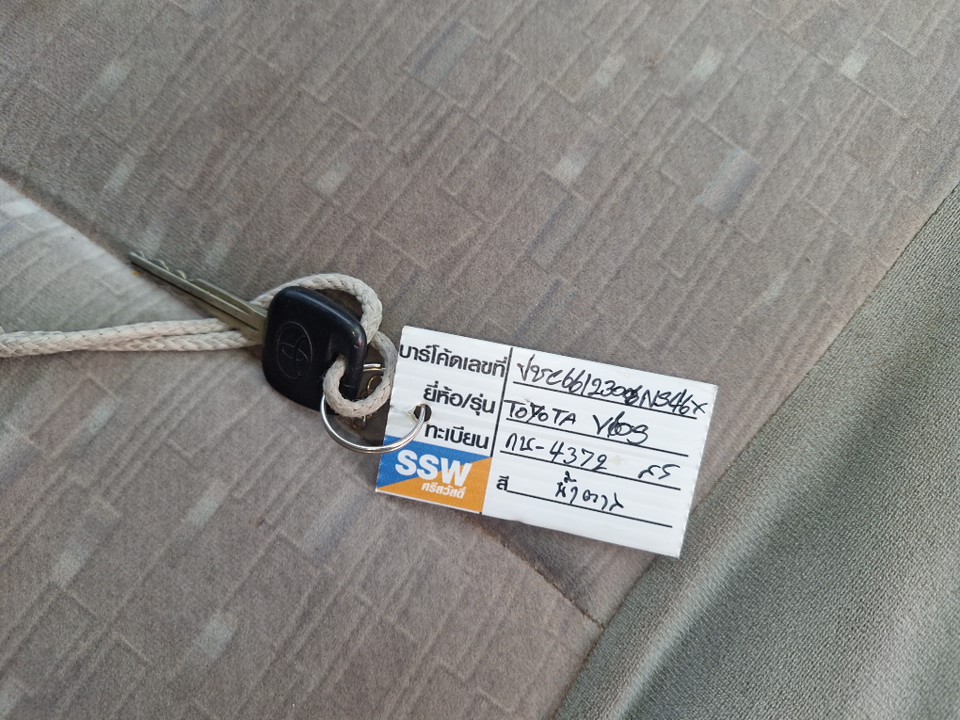 บาร์โค้ดเลขที่
ยี่ห้อ/รุ่น TOYOTA Vios
ทะเบียน กน-4372 สร
สี น้ำตาล
SSW
ศรีสวัสดิ์